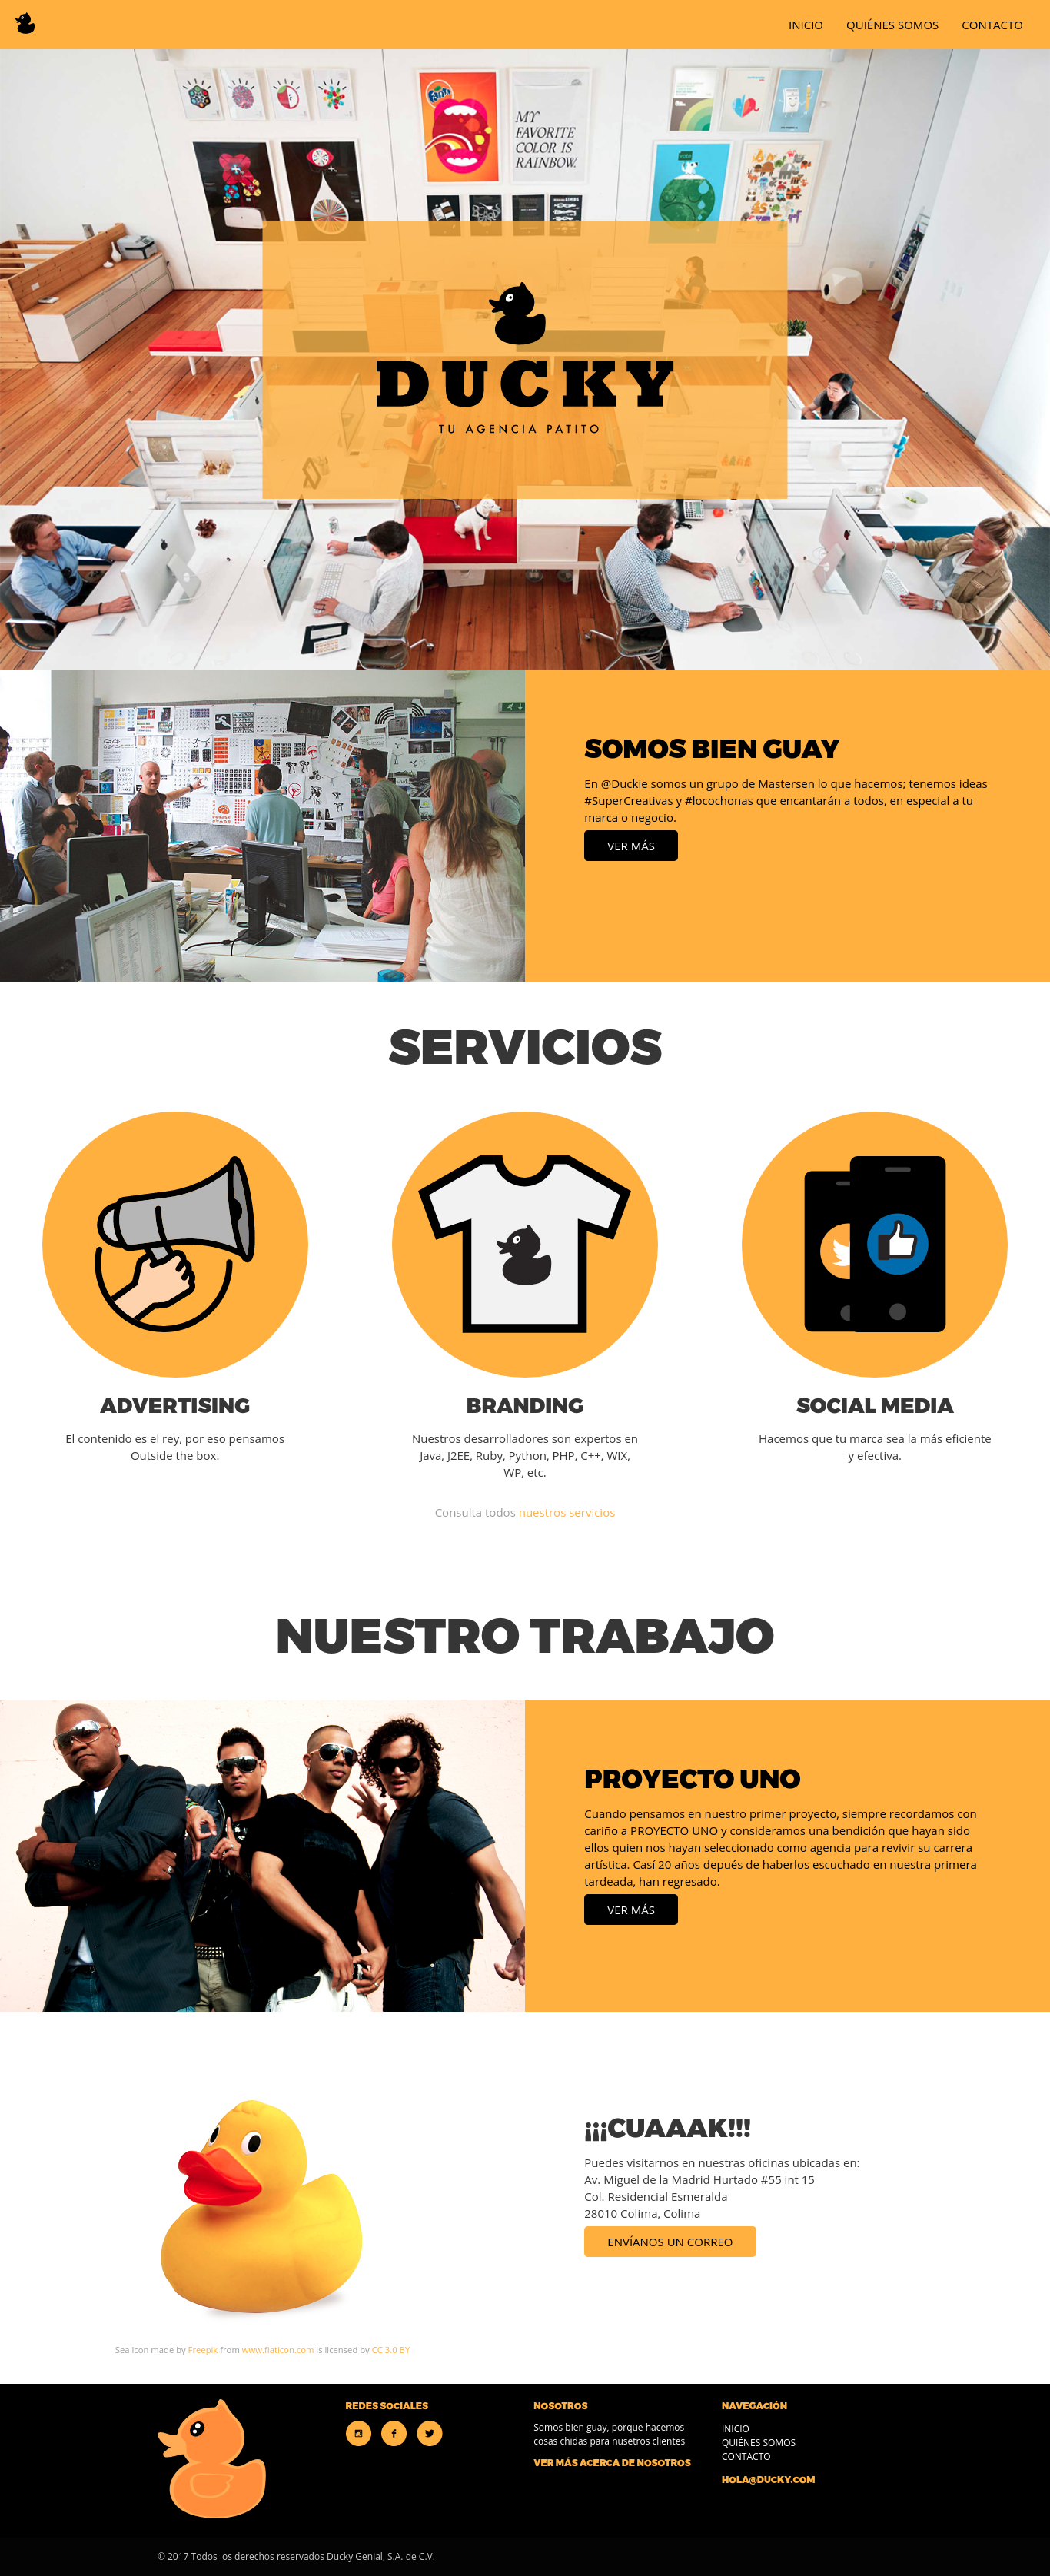 INICIO QUIÉNES SOMOS CONTACTO
Fanta
MY
FAVORITE
COLOR IS
RAINBOW!
DUCKY
TU AGENCIA PATITO
SOMOS BIEN GUAY
En @Duckie somos un grupo de Mastersen lo que hacemos; tenemos ideas
#SuperCreativas y #locochonas que encantarán a todos, en especial a tu
marca o negocio.
VER MÁS
SERVICIOS
ADVERTISING
El contenido es el rey, por eso pensamos
Outside the box.
BRANDING
Nuestros desarrolladores son expertos en
Java, J2EE, Ruby, Python, PHP, C++, WIX,
WP, etc.
SOCIAL MEDIA
Hacemos que tu marca sea la más eficiente
y efectiva.
Consulta todos nuestros servicios
NUESTRO TRABAJO
PROYECTO UNO
Cuando pensamos en nuestro primer proyecto, siempre recordamos con
cariño a PROYECTO UNO y consideramos una bendición que hayan sido
ellos quien nos hayan seleccionado como agencia para revivir su carrera
artística. Casí 20 años depués de haberlos escuchado en nuestra primera
tardeada, han regresado.
VER MÁS
¡¡¡CUAAAK!!!
Puedes visitarnos en nuestras oficinas ubicadas en:
Av. Miguel de la Madrid Hurtado #55 int 15
Col. Residencial Esmeralda
28010 Colima, Colima
ENVÍANOS UN CORREO
Sea icon made by Freepik from www.flaticon.com is licensed by CC 3.0 BY
REDES SOCIALES
NOSOTROS
Somos bien guay, porque hacemos
cosas chidas para nusetros clientes
VER MÁS ACERCA DE NOSOTROS
NAVEGACIÓN
INICIO
QUIÉNES SOMOS
CONTACTO
HOLA@DUCKY.COM
© 2017 Todos los derechos reservados Ducky Genial, S.A. de C.V.